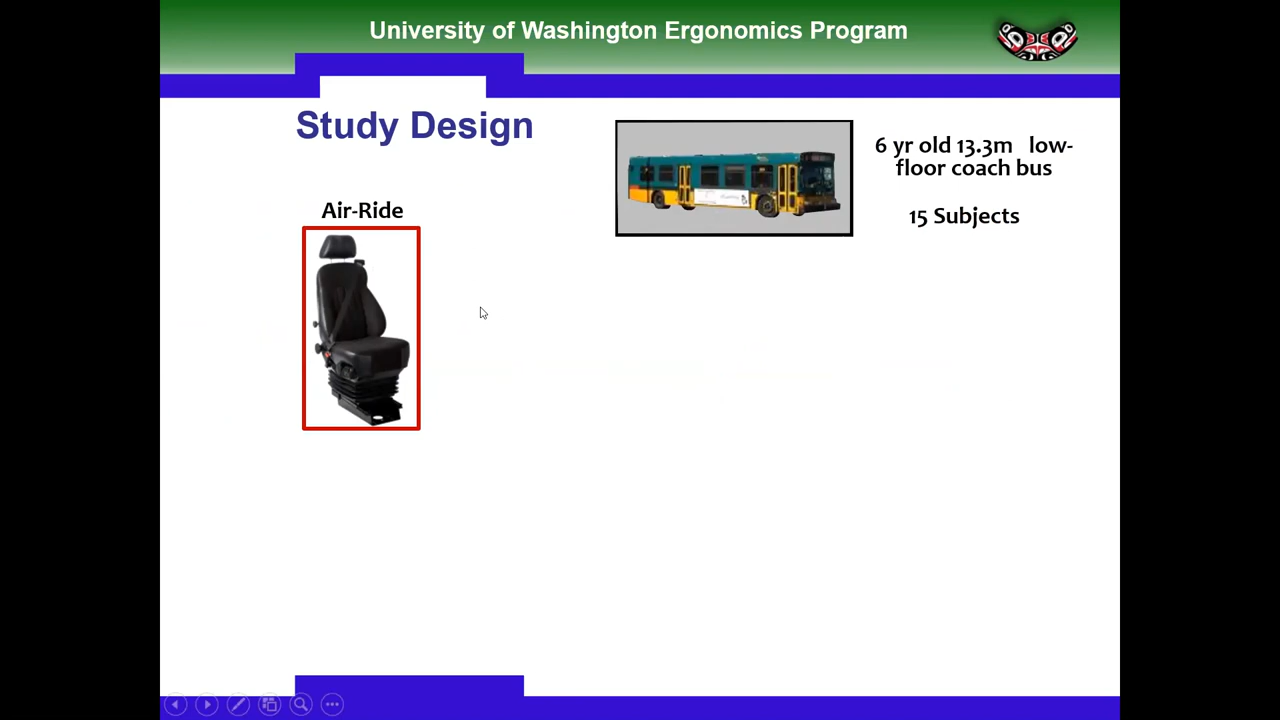 University of Washington Ergonomics Program
Study Design
6 yr old 13.3m low-
floor coach bus
15 Subjects
Air-Ride